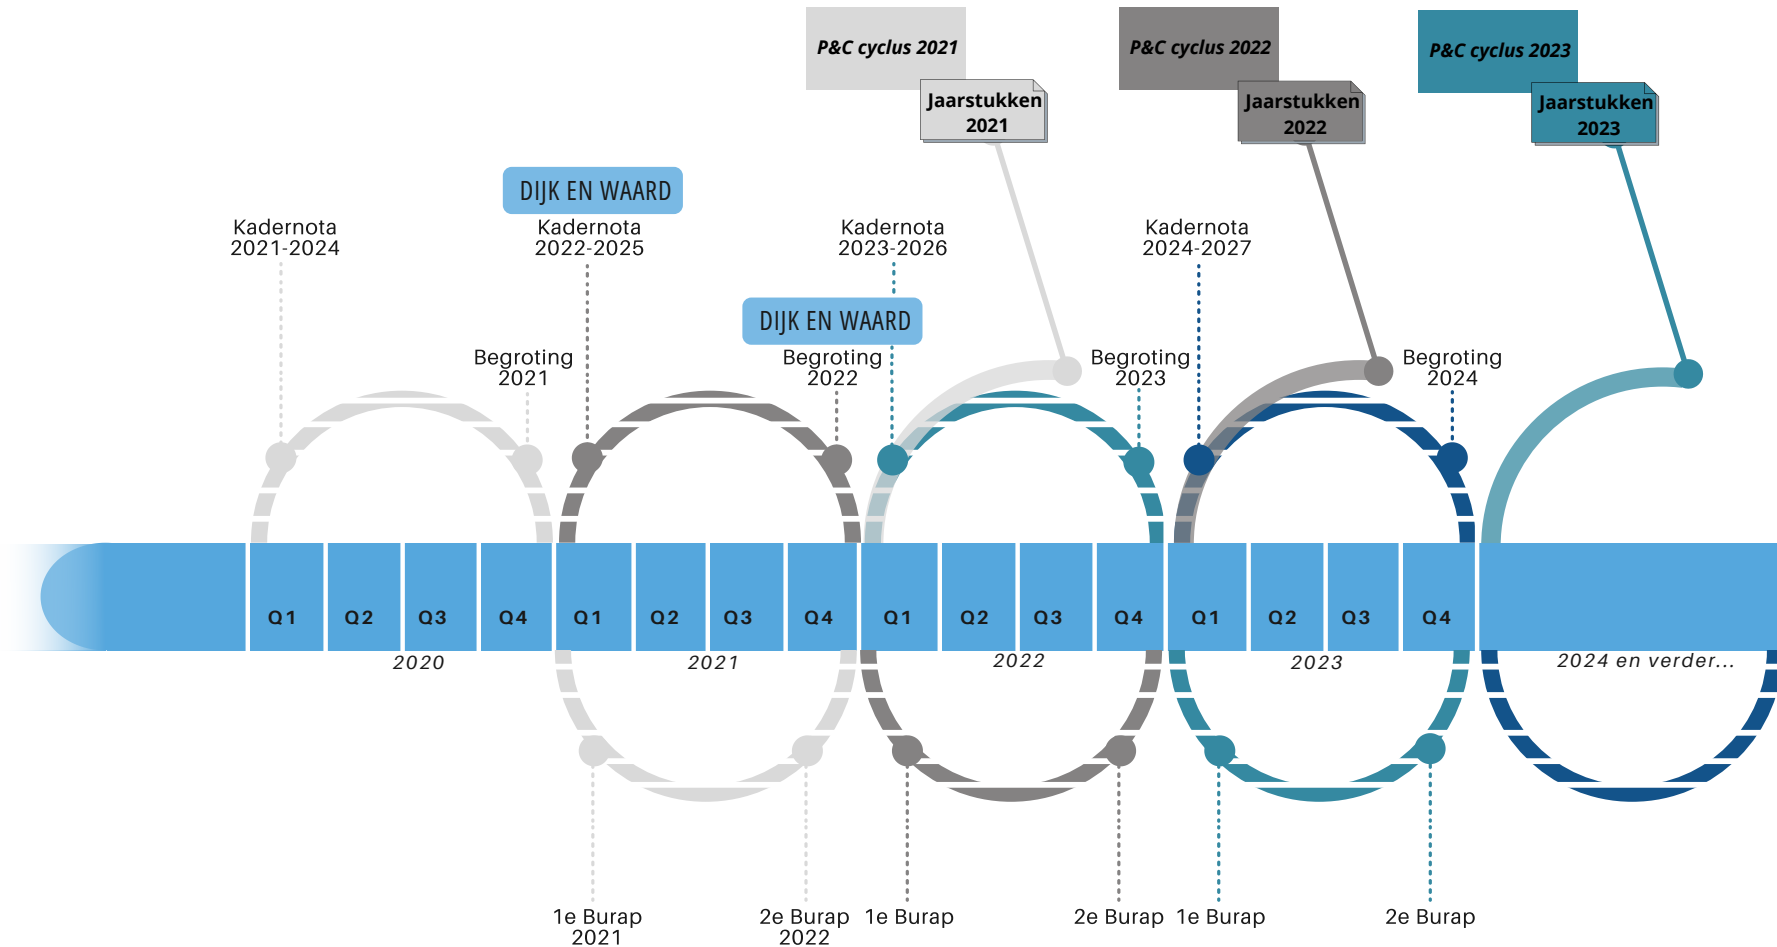 P&C cyclus 2021
Jaarstukken
2021
P&C cyclus 2022
Jaarstukken
2022
P&C cyclus 2023
Jaarstukken
2023
DIJK EN WAARD
Kadernota
2021-2024
Kadernota
2022-2025
Kadernota
2023-2026
Kadernota
2024-2027
DIJK EN WAARD
Begroting
2021
Begroting
2022
Begroting
2023
Begroting
2024
Q1 Q2 Q3 Q4 Q1 Q2 Q3 Q4 Q1 Q2 Q3 Q4 Q1 Q2 Q3 Q4
2020 2021 2022 2023 2024 en verder...
1e Burap
2021
2e Burap
2022
1e Burap
2e Burap
1e Burap
2e Burap